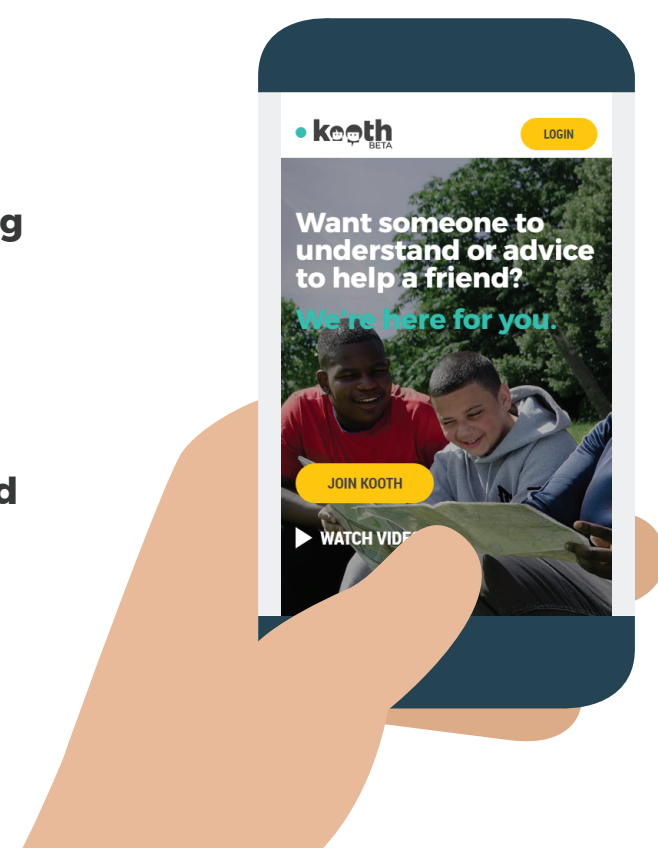 kooth
BETA
LOGIN
g
Want someone to
understand or advice
to help a friend?
We're here for you.
JOIN KOOTH
d
WATCH